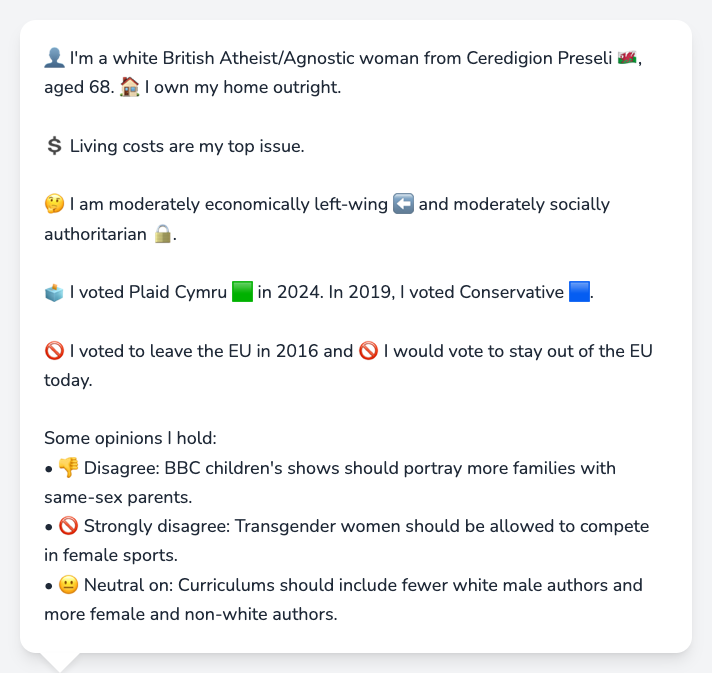 👤 I'm a white British Atheist/Agnostic woman from Ceredigion Preseli 🏴󠁧󠁢󠁷󠁬󠁳󠁿,
aged 68. 🏠 I own my home outright.
💲 Living costs are my top issue.
🤔 I am moderately economically left-wing ⬅️ and moderately socially
authoritarian 🔒.
🗳️ I voted Plaid Cymru 🟩 in 2024. In 2019, I voted Conservative 🟦.
🚫 I voted to leave the EU in 2016 and 🚫 I would vote to stay out of the EU
today.
Some opinions I hold:
• 👎 Disagree: BBC children's shows should portray more families with
same-sex parents.
• 🚫 Strongly disagree: Transgender women should be allowed to compete
in female sports.
• 😐 Neutral on: Curriculums should include fewer white male authors and
more female and non-white authors.